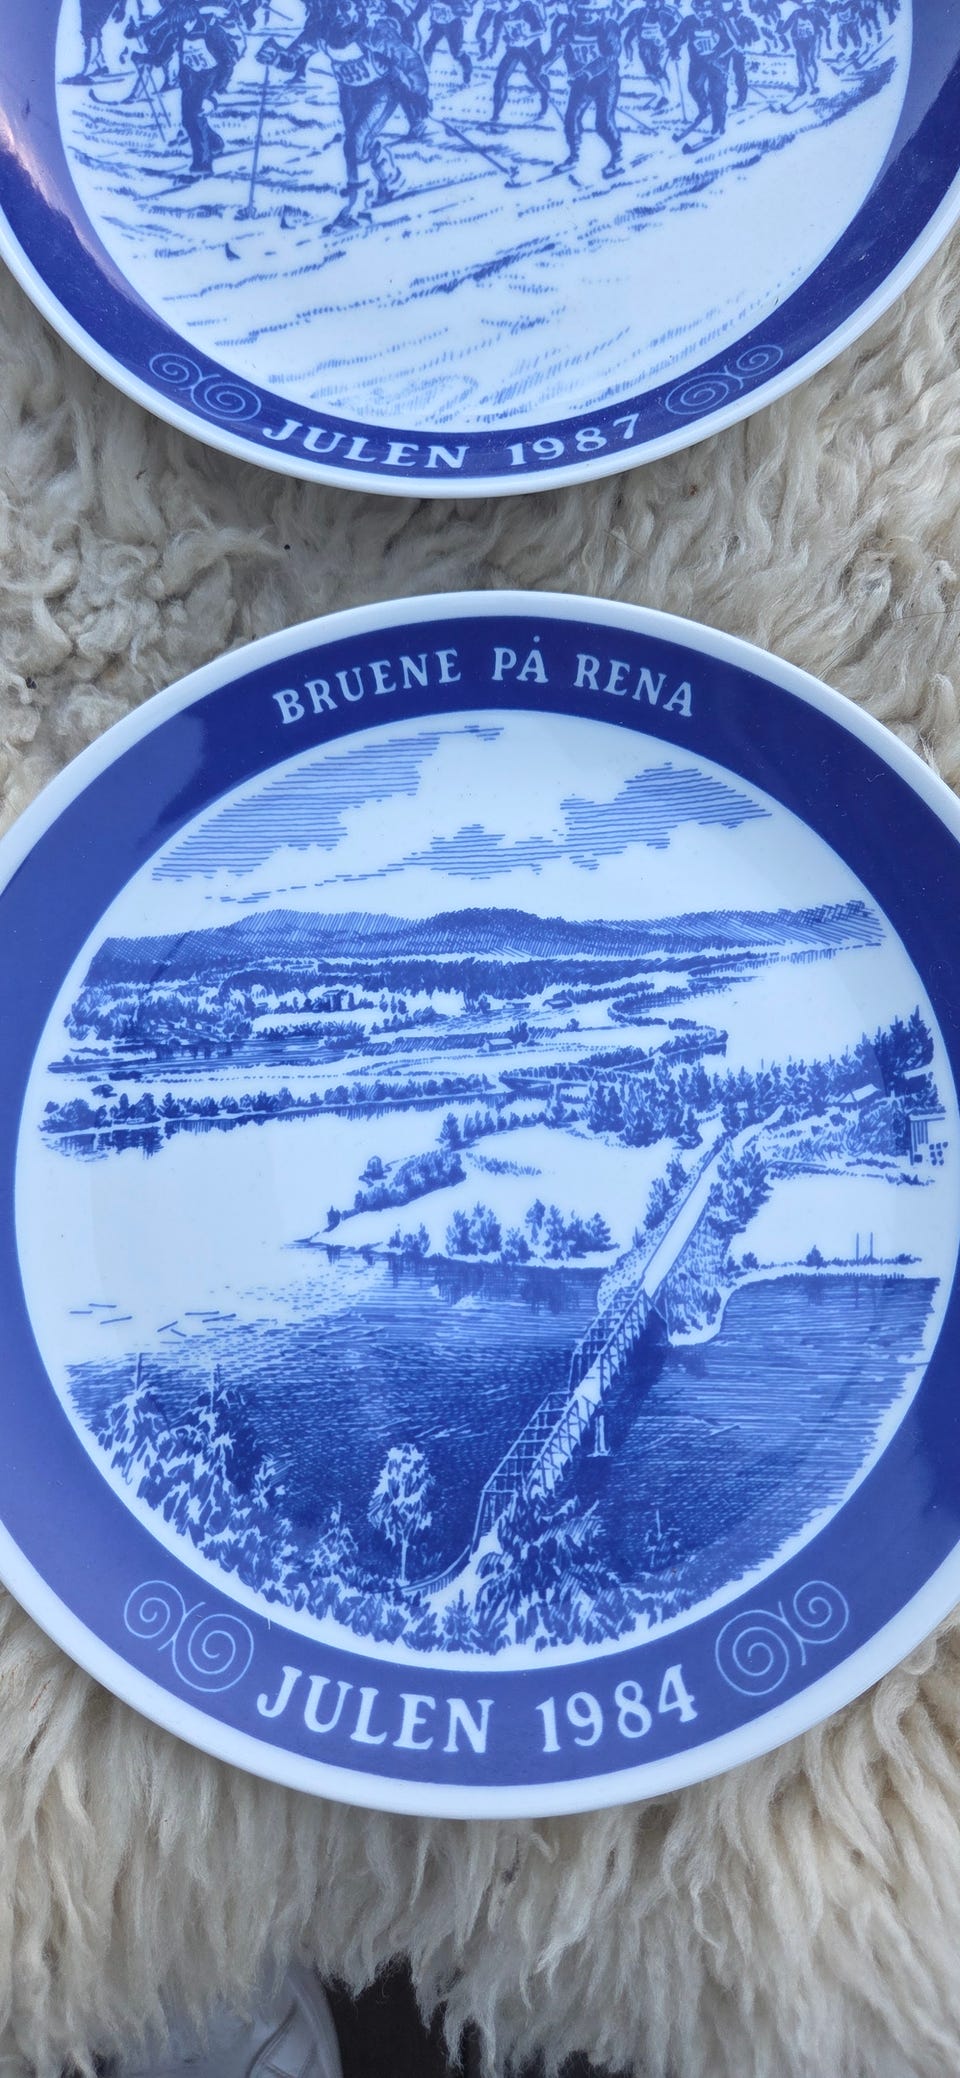 JULEN 1987
BRUENE PÅ RENA
JULEN 1984